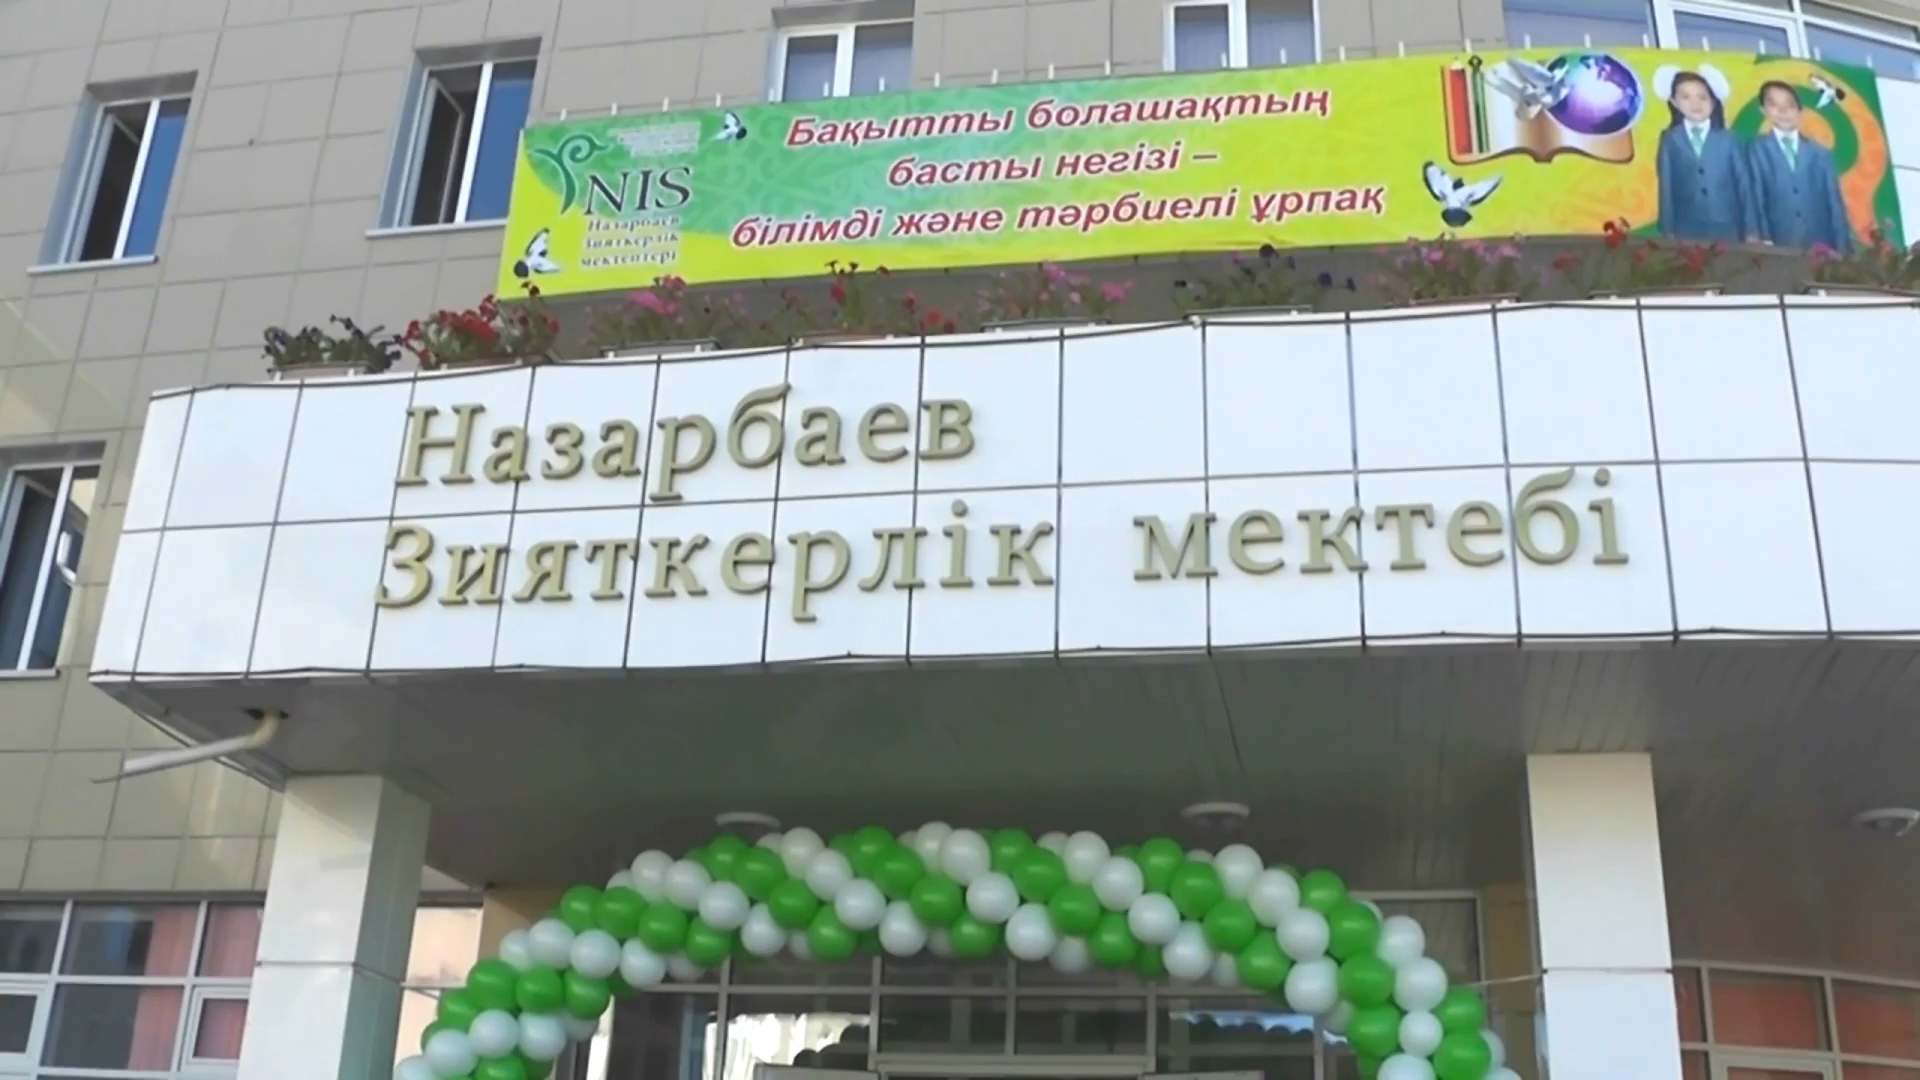 Бақытты болашақтың
басты негізі –
білімді және тәрбиелі ұрпақ
NIS
Назарбаев
Зияткерлік
мектептері
Назарбаев
Зияткерлік мектебі